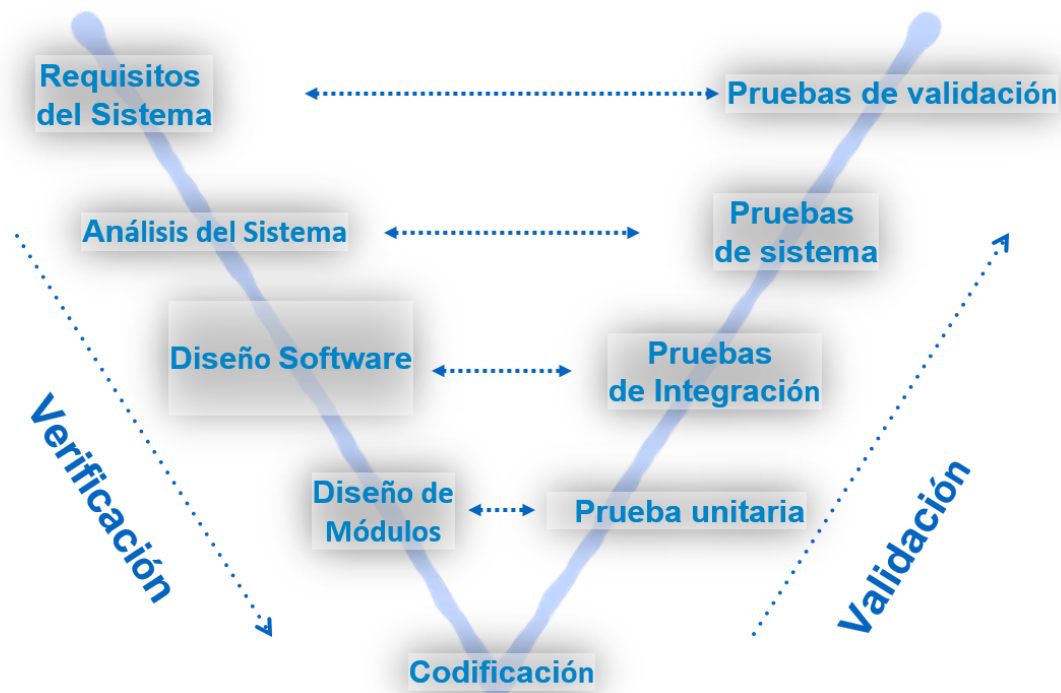 Requisitos
del Sistema
Pruebas de validación
Análisis del Sistema
Pruebas
de sistema
Diseño Software
Pruebas
de Integración
Verificación
Validación
Diseño de
Módulos
Prueba unitaria
Codificación